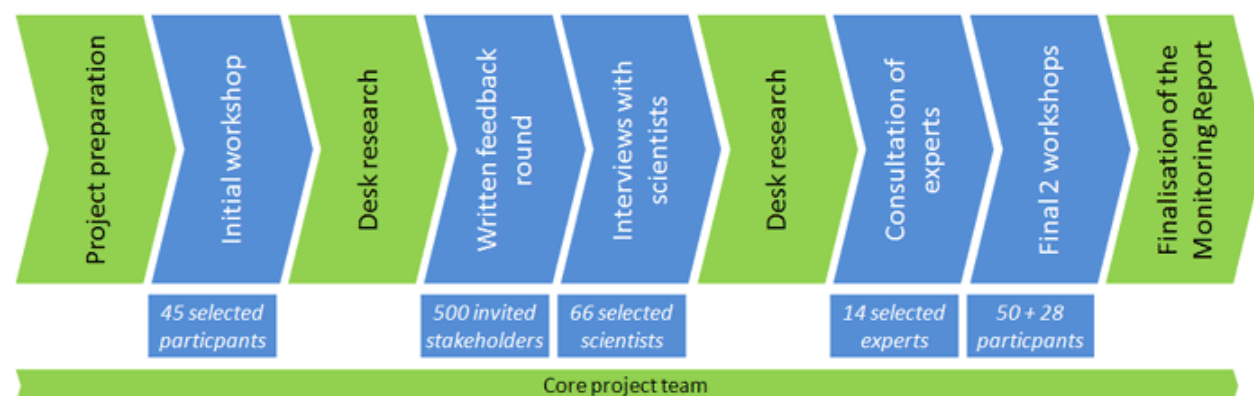 Project preparation
Initial workshop
Desk research
Written feedback
round
Interviews with
scientists
Desk research
Consultation of
experts
Final 2 workshops
Finalisation of the
Monitoring Report
45 selected
particpants
500 invited
stakeholders
66 selected
scientists
14 selected
experts
50 + 28
particpants
Core project team